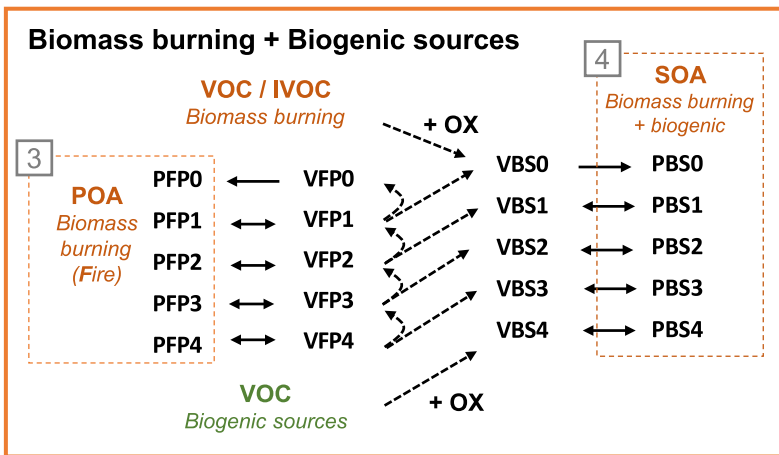 Biomass burning + Biogenic sources
4
SOA
Biomass burning
+ biogenic
VOC / IVOC
Biomass burning
+ OX
3
POA
Biomass
burning
(Fire)
PFP0 VFP0 VBS0 PBS0
PFP1 VFP1 VBS1 PBS1
PFP2 VFP2 VBS2 PBS2
PFP3 VFP3 VBS3 PBS3
PFP4 VFP4 VBS4 PBS4
VOC
Biogenic sources
+ OX